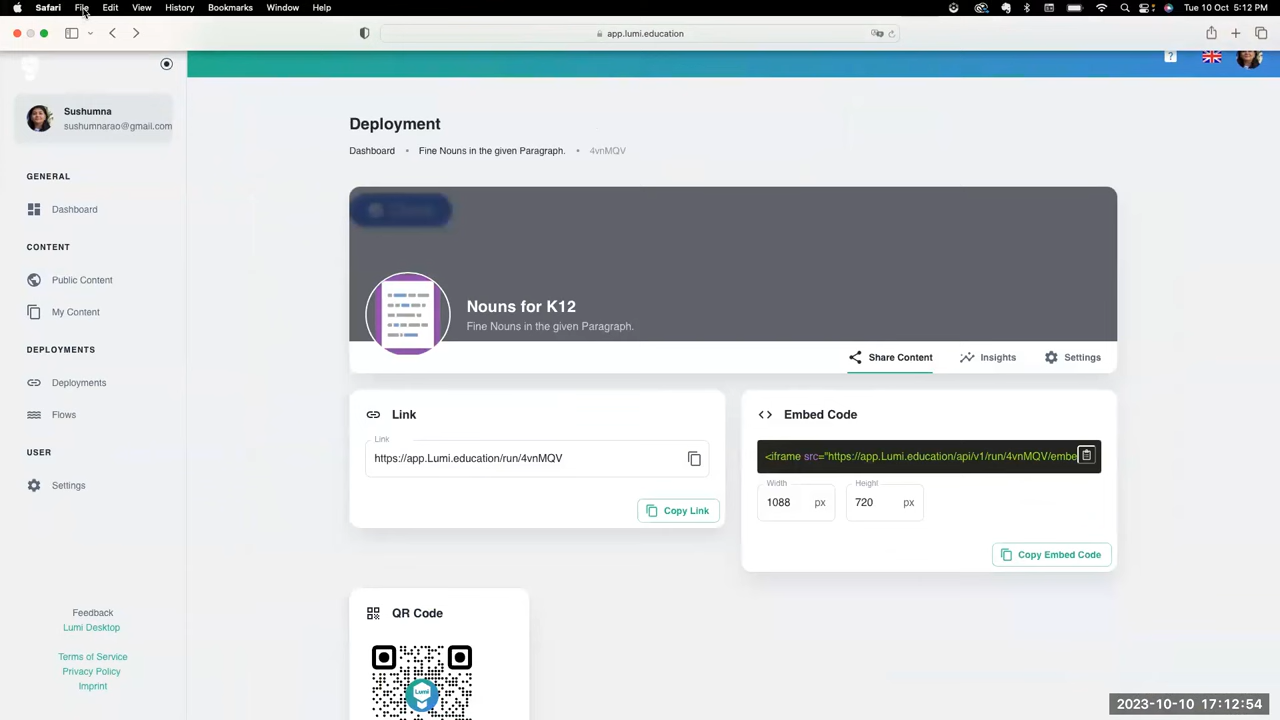 Safari File Edit View History Bookmarks Window Help Tue 10 Oct 5:12 PM
app.lumi.education
Sushumna
sushumnarao@gmail.com
GENERAL
Dashboard
CONTENT
Public Content
My Content
DEPLOYMENTS
Deployments
Flows
USER
Settings
Feedback
Lumi Desktop
Terms of Service
Privacy Policy
Imprint
?
Deployment
Dashboard • Fine Nouns in the given Paragraph. • 4vnMQV
Nouns for K12
Fine Nouns in the given Paragraph.
Share Content Insights Settings
Link
Link
https://app.Lumi.education/run/4vnMQV
Copy Link
Embed Code
<iframe src="https://app.Lumi.education/api/v1/run/4vnMQV/embe
Width Height
1088 px 720 px
Copy Embed Code
QR Code
Lumi
2023-10-10 17:12:54